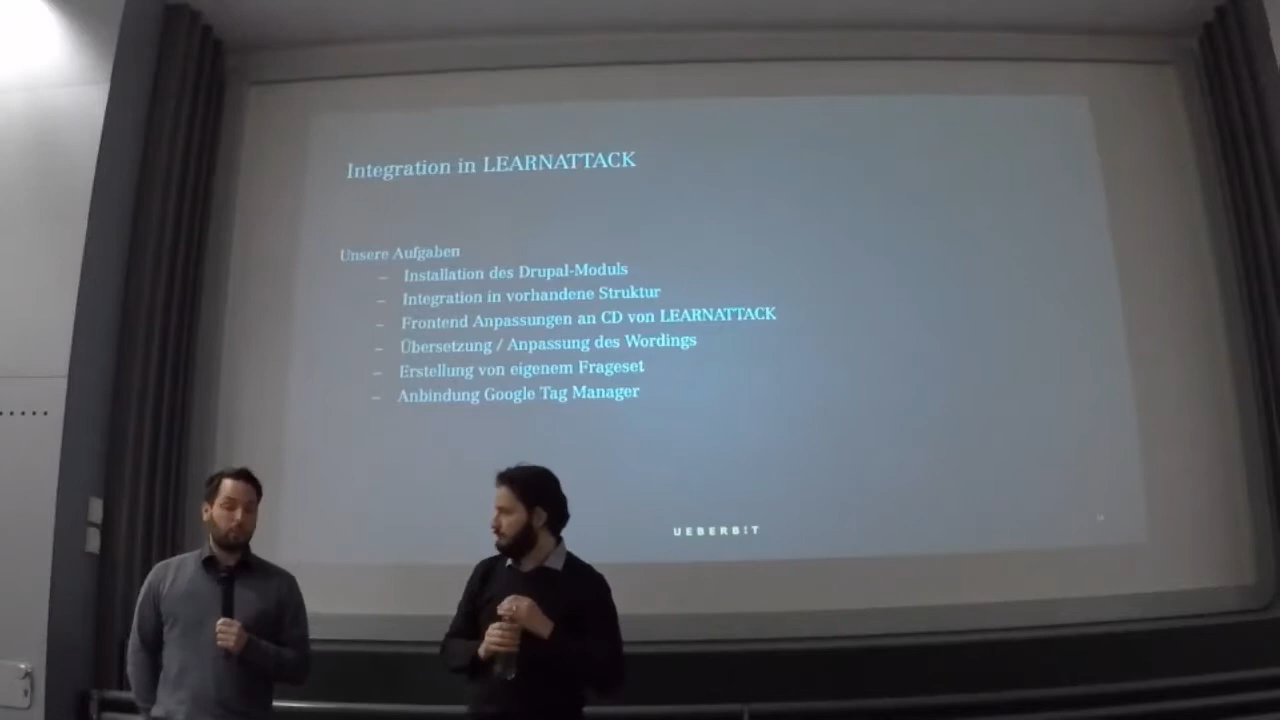 Integration in LEARNATTACK
Unsere Aufgaben
– Installation des Drupal-Moduls
– Integration in vorhandene Struktur
– Frontend Anpassungen an CD von LEARNATTACK
– Übersetzung / Anpassung des Wordings
– Erstellung von eigenem Frageset
– Anbindung Google Tag Manager
UEBERBIT